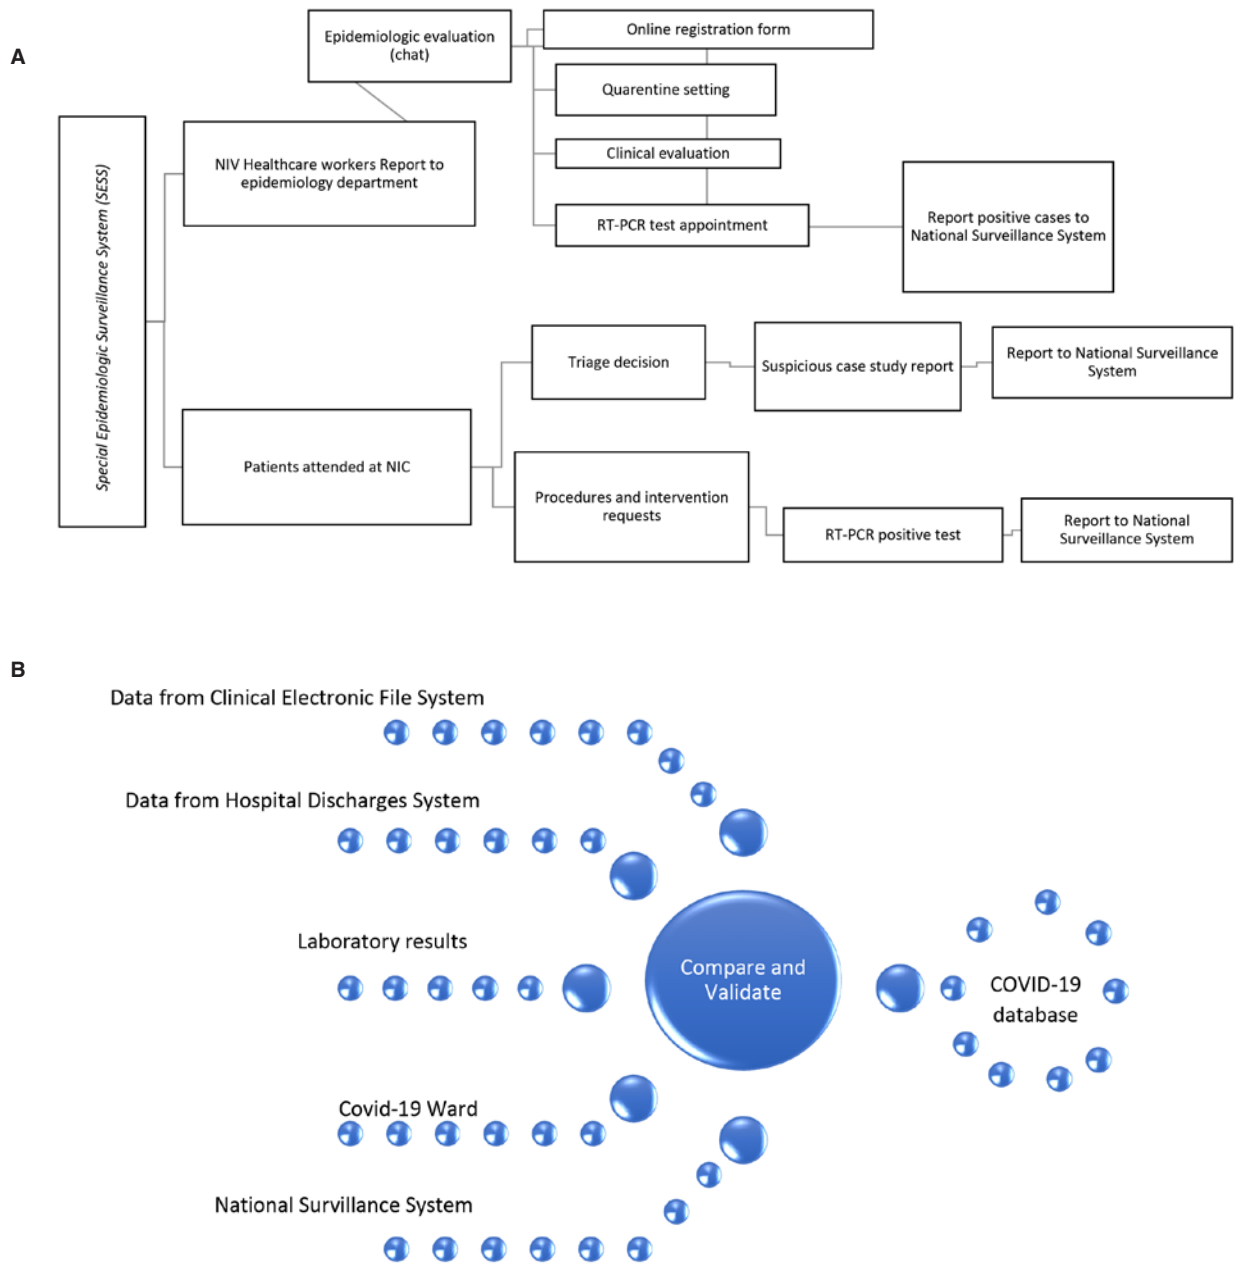 A
Epidemiologic evaluation
(chat)
Online registration form
Quarentine setting
Clinical evaluation
RT-PCR test appointment
Report positive cases to
National Surveillance System
Special Epidemiologic Surveillance System (SESS)
NIV Healthcare workers Report to
epidemiology department
Patients attended at NIC
Triage decision
Suspicious case study report
Report to National Surveillance
System
Procedures and intervention
requests
RT-PCR positive test
Report to National
Surveillance System
B
Data from Clinical Electronic File System
Data from Hospital Discharges System
Laboratory results
Covid-19 Ward
National Survillance System
Compare and
Validate
COVID-19
database